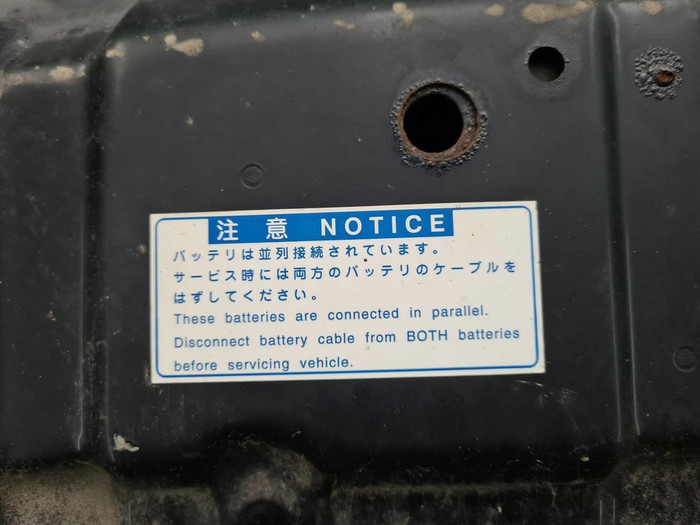 注意 NOTICE
バッテリは並列接続されています。
サービス時には両方のバッテリのケーブルを
はずしてください。
These batteries are connected in parallel.
Disconnect battery cable from BOTH batteries
before servicing vehicle.